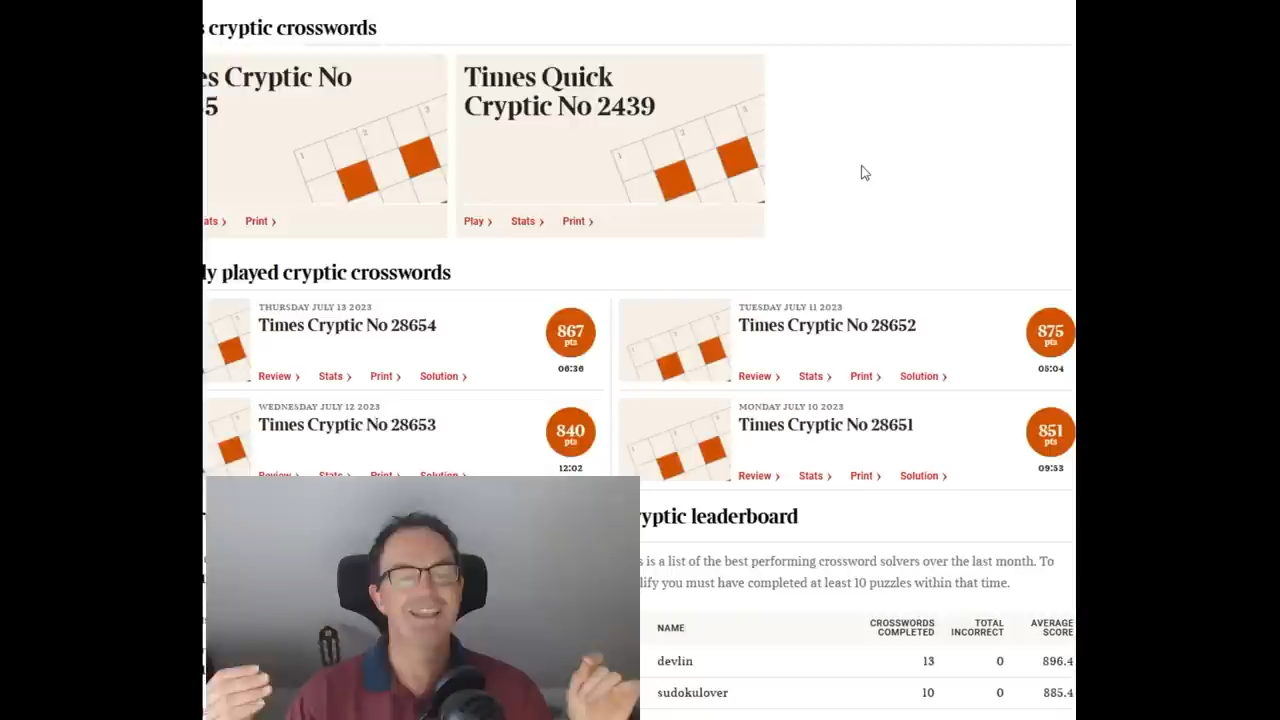 s cryptic crosswords
es Cryptic No
5
ats › Print ›
Times Quick
Cryptic No 2439
Play › Stats › Print ›
ly played cryptic crosswords
THURSDAY JULY 13 2023
Times Cryptic No 28654
867
pts
06:36
Review › Stats › Print › Solution ›
TUESDAY JULY 11 2023
Times Cryptic No 28652
875
pts
05:04
Review › Stats › Print › Solution ›
WEDNESDAY JULY 12 2023
Times Cryptic No 28653
840
pts
12:02
Review › Stats › Print › Solution ›
MONDAY JULY 10 2023
Times Cryptic No 28651
851
pts
09:53
Review › Stats › Print › Solution ›
ryptic leaderboard
s is a list of the best performing crossword solvers over the last month. To
lify you must have completed at least 10 puzzles within that time.
NAME CROSSWORDS COMPLETED TOTAL INCORRECT AVERAGE SCORE
devlin 13 0 896.4
sudokulover 10 0 885.4